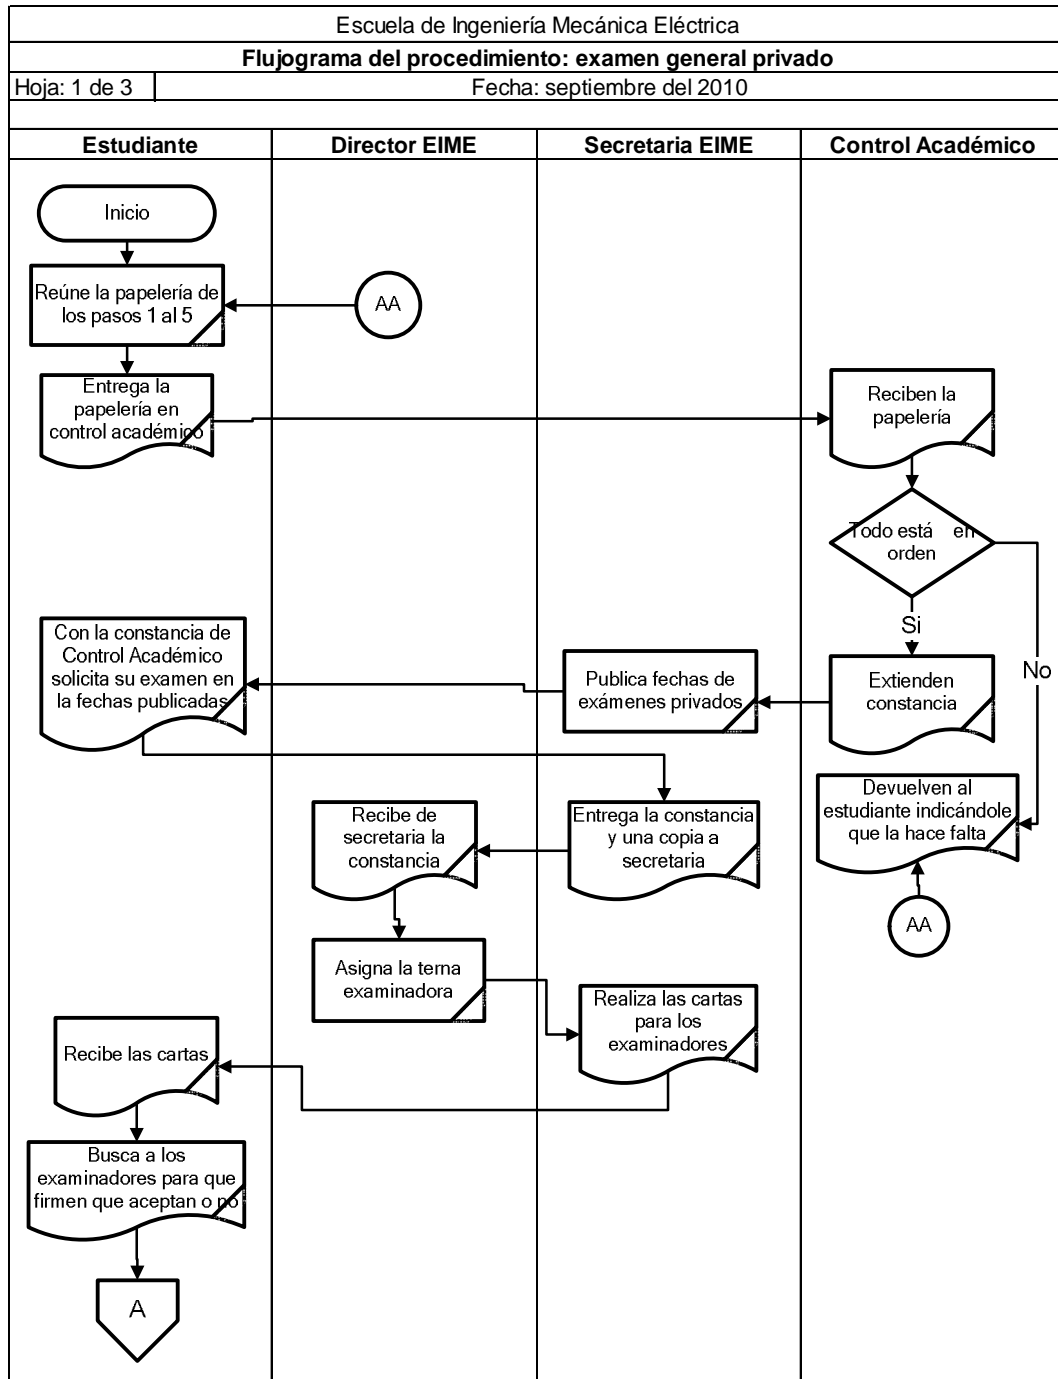 Escuela de Ingeniería Mecánica Eléctrica
Flujograma del procedimiento: examen general privado
Hoja: 1 de 3
Fecha: septiembre del 2010
Estudiante
Director EIME
Secretaria EIME
Control Académico
Inicio
Reúne la papelería de
los pasos 1 al 5
AA
Entrega la
papelería en
control académico
Reciben la
papelería
Todo está en
orden
Si
No
Con la constancia de
Control Académico
solicita su examen en
la fechas publicadas
Publica fechas de
exámenes privados
Extienden
constancia
Recibe de
secretaria la
constancia
Entrega la constancia
y una copia a
secretaria
Devuelven al
estudiante indicándole
que la hace falta
AA
Asigna la terna
examinadora
Realiza las cartas
para los
examinadores
Recibe las cartas
Busca a los
examinadores para que
firmen que aceptan o no
A